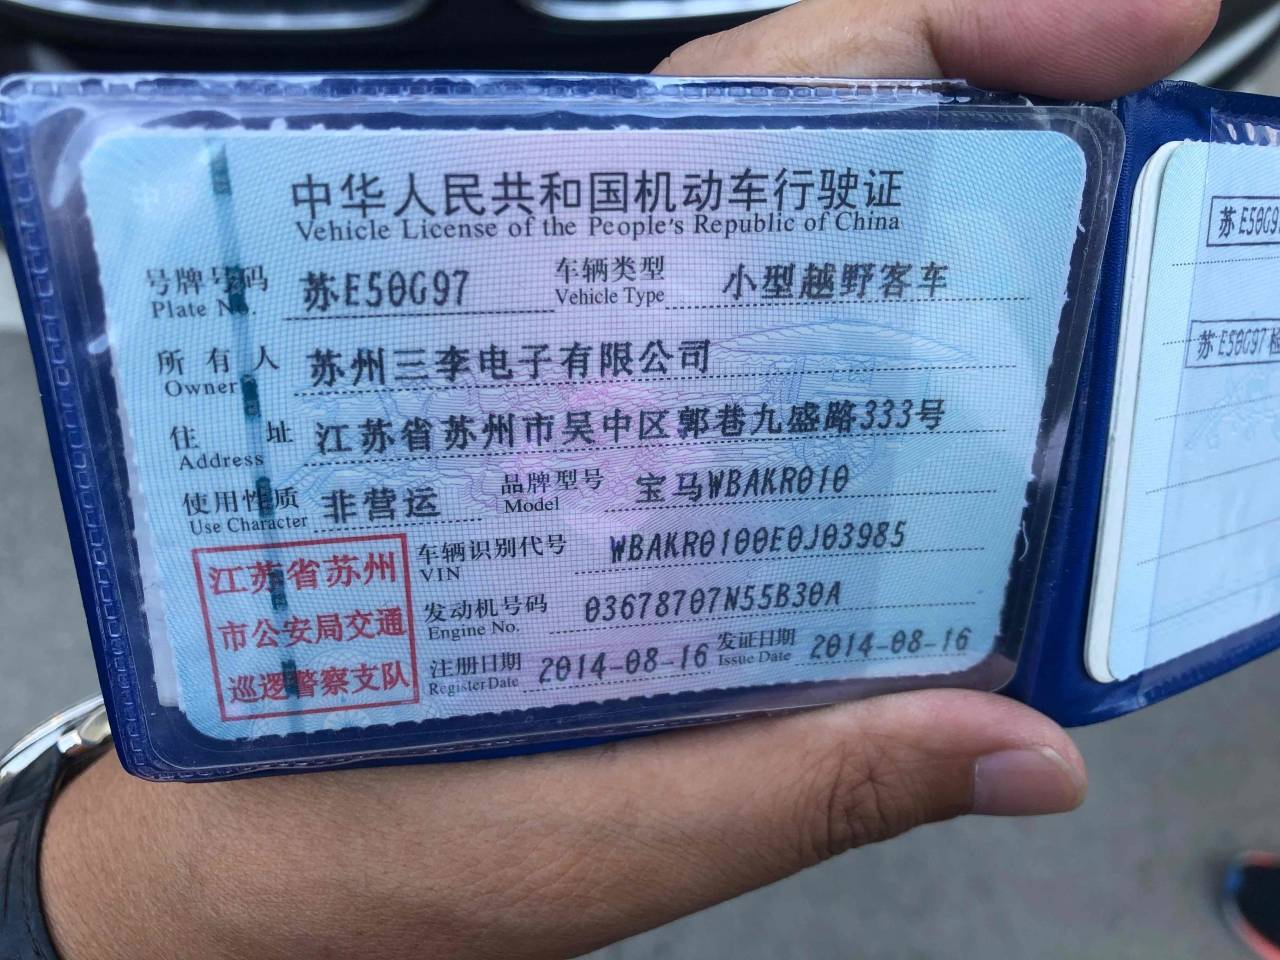 中华人民共和国机动车行驶证
Vehicle License of the People's Republic of China
号牌号码 苏E50G97 车辆类型 小型越野客车
Plate No. Vehicle Type
所有人 苏州三李电子有限公司
Owner
住址 江苏省苏州市吴中区郭巷九盛路333号
Address
使用性质 非营运 品牌型号 宝马WBAKR010
Use Character Model
车辆识别代号 WBAKR0100E0J03985
VIN
发动机号码 03678707N55B30A
Engine No.
注册日期 2014-08-16 发证日期 2014-08-16
Register Date Issue Date
江苏省苏州
市公安局交通
巡逻警察支队
苏E50G9
苏E50G97检